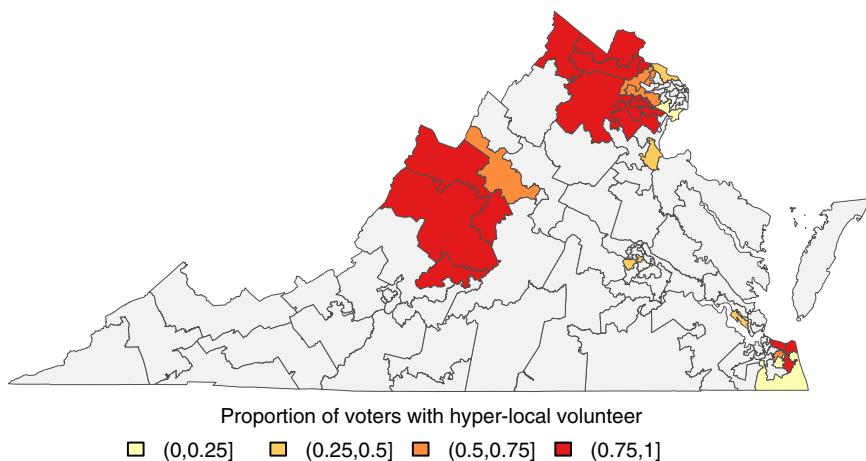 Proportion of voters with hyper-local volunteer
(0,0.25] (0.25,0.5] (0.5,0.75] (0.75,1]